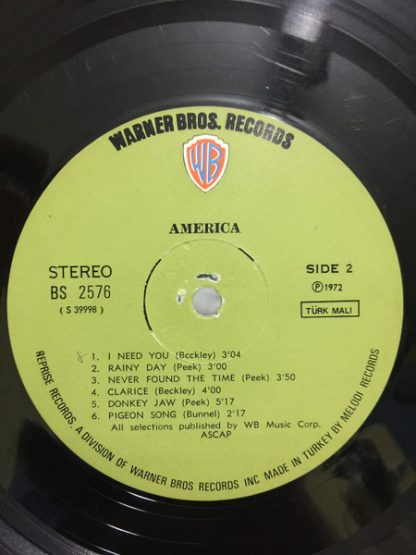 WARNER BROS. RECORDS
WB
AMERICA
STEREO
BS 2576
( S 39998 )
SIDE 2
Ⓟ1972
TÜRK MALI
1. I NEED YOU (Beckley) 3'04
2. RAINY DAY (Peek) 3'00
3. NEVER FOUND THE TIME (Peek) 3'50
4. CLARICE (Beckley) 4'00
5. DONKEY JAW (Peek) 5'17
6. PIGEON SONG (Bunnel) 2'17
All selections published by WB Music Corp.
ASCAP
REPRISE RECORDS, A DIVISION OF WARNER BROS RECORDS INC MADE IN TURKEY BY MELODİ RECORDS